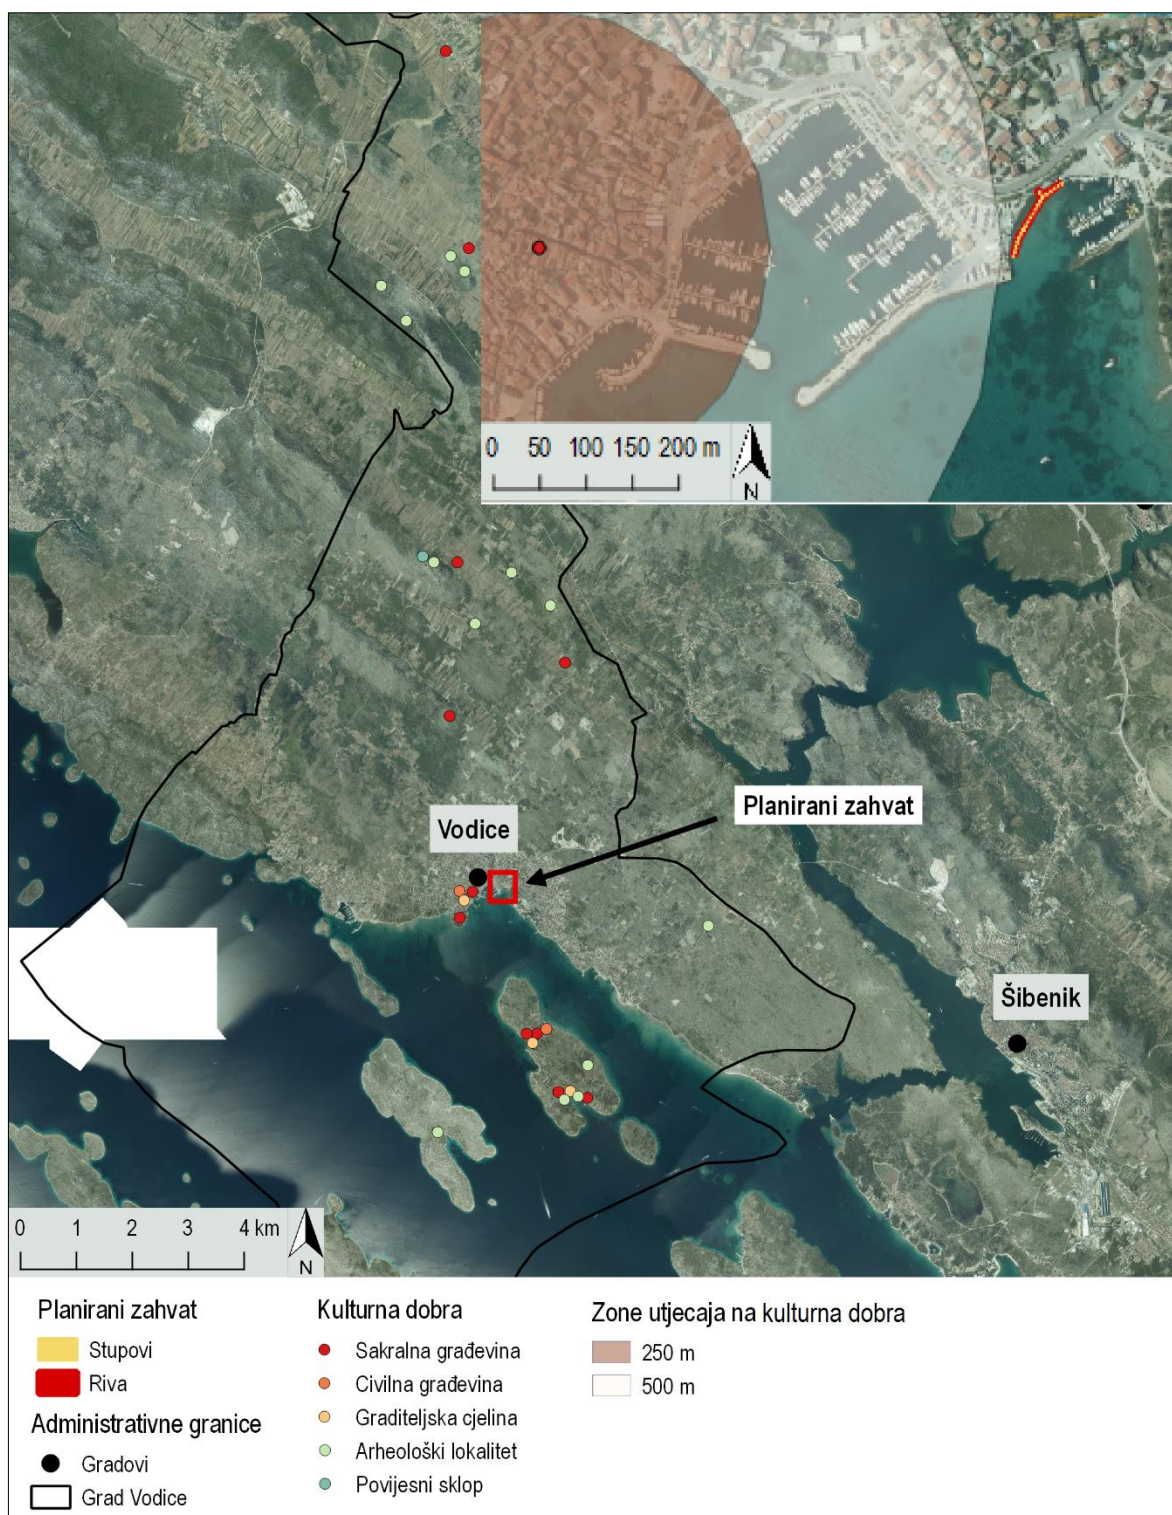 0 50 100 150 200 m
N
Vodice
Planirani zahvat
Šibenik
0 1 2 3 4 km
N
Planirani zahvat
Stupovi
Riva
Administrativne granice
Gradovi
Grad Vodice
Kulturna dobra
Sakralna građevina
Civilna građevina
Graditeljska cjelina
Arheološki lokalitet
Povijesni sklop
Zone utjecaja na kulturna dobra
250 m
500 m